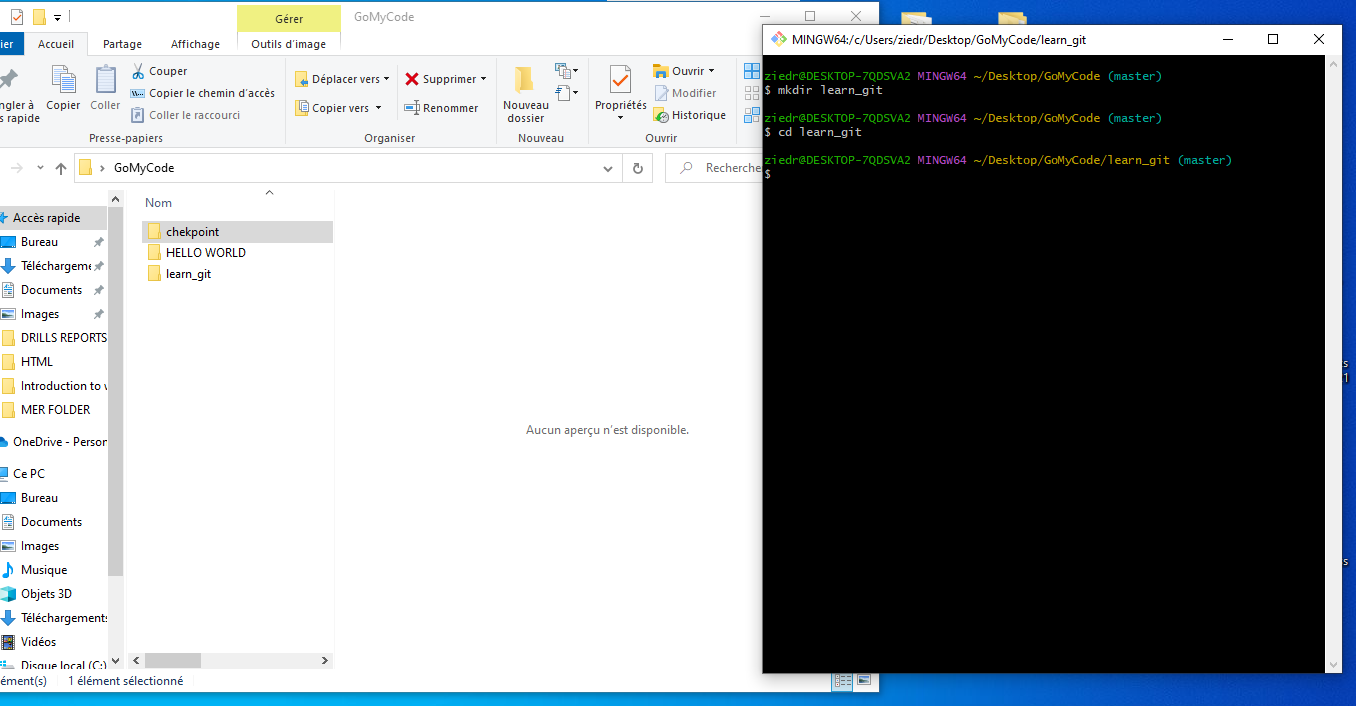 Gérer
GoMyCode
ier
Accueil
Partage
Affichage
Outils d'image
ngler à
s rapide
Copier
Coller
Couper
Copier le chemin d'accès
Coller le raccourci
Presse-papiers
Déplacer vers
Copier vers
Supprimer
Renommer
Organiser
Nouveau
dossier
Nouveau
Propriétés
Ouvrir
Modifier
Historique
Ouvrir
GoMyCode
Recherche
Accès rapide
Bureau
Téléchargeme
Documents
Images
DRILLS REPORTS
HTML
Introduction to w
MER FOLDER
OneDrive - Person
Ce PC
Bureau
Documents
Images
Musique
Objets 3D
Téléchargements
Vidéos
Disque local (C:)
Nom
chekpoint
HELLO WORLD
learn_git
Aucun aperçu n'est disponible.
ément(s)
1 élément sélectionné
MINGW64:/c/Users/ziedr/Desktop/GoMyCode/learn_git
ziedr@DESKTOP-7QDSVA2 MINGW64 ~/Desktop/GoMyCode (master)
$ mkdir learn_git
ziedr@DESKTOP-7QDSVA2 MINGW64 ~/Desktop/GoMyCode (master)
$ cd learn_git
ziedr@DESKTOP-7QDSVA2 MINGW64 ~/Desktop/GoMyCode/learn_git (master)
$
s
1
s